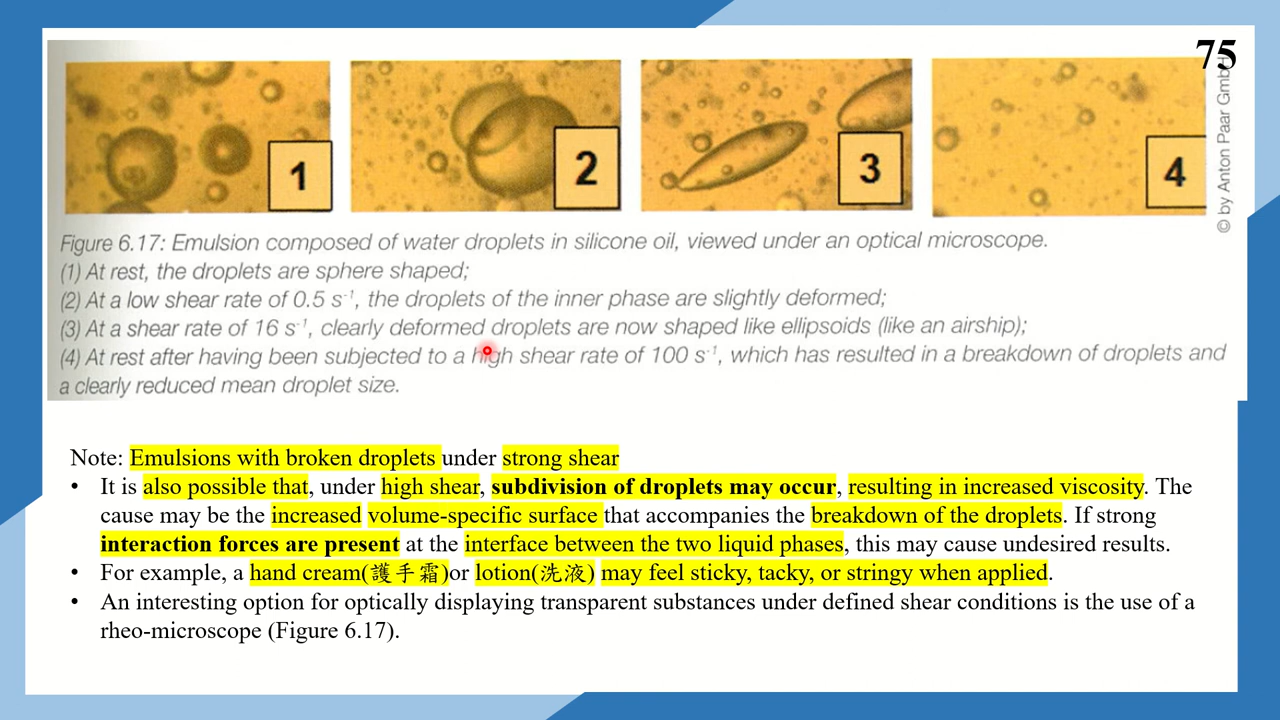 75
1
2
3
4
© by Anton Paar GmbH
Figure 6.17: Emulsion composed of water droplets in silicone oil, viewed under an optical microscope.
(1) At rest, the droplets are sphere shaped;
(2) At a low shear rate of 0.5 s⁻¹, the droplets of the inner phase are slightly deformed;
(3) At a shear rate of 16 s⁻¹, clearly deformed droplets are now shaped like ellipsoids (like an airship);
(4) At rest after having been subjected to a high shear rate of 100 s⁻¹, which has resulted in a breakdown of droplets and
a clearly reduced mean droplet size.
Note: Emulsions with broken droplets under strong shear
• It is also possible that, under high shear, subdivision of droplets may occur, resulting in increased viscosity. The
cause may be the increased volume-specific surface that accompanies the breakdown of the droplets. If strong
interaction forces are present at the interface between the two liquid phases, this may cause undesired results.
• For example, a hand cream(護手霜)or lotion(洗液) may feel sticky, tacky, or stringy when applied.
• An interesting option for optically displaying transparent substances under defined shear conditions is the use of a
rheo-microscope (Figure 6.17).